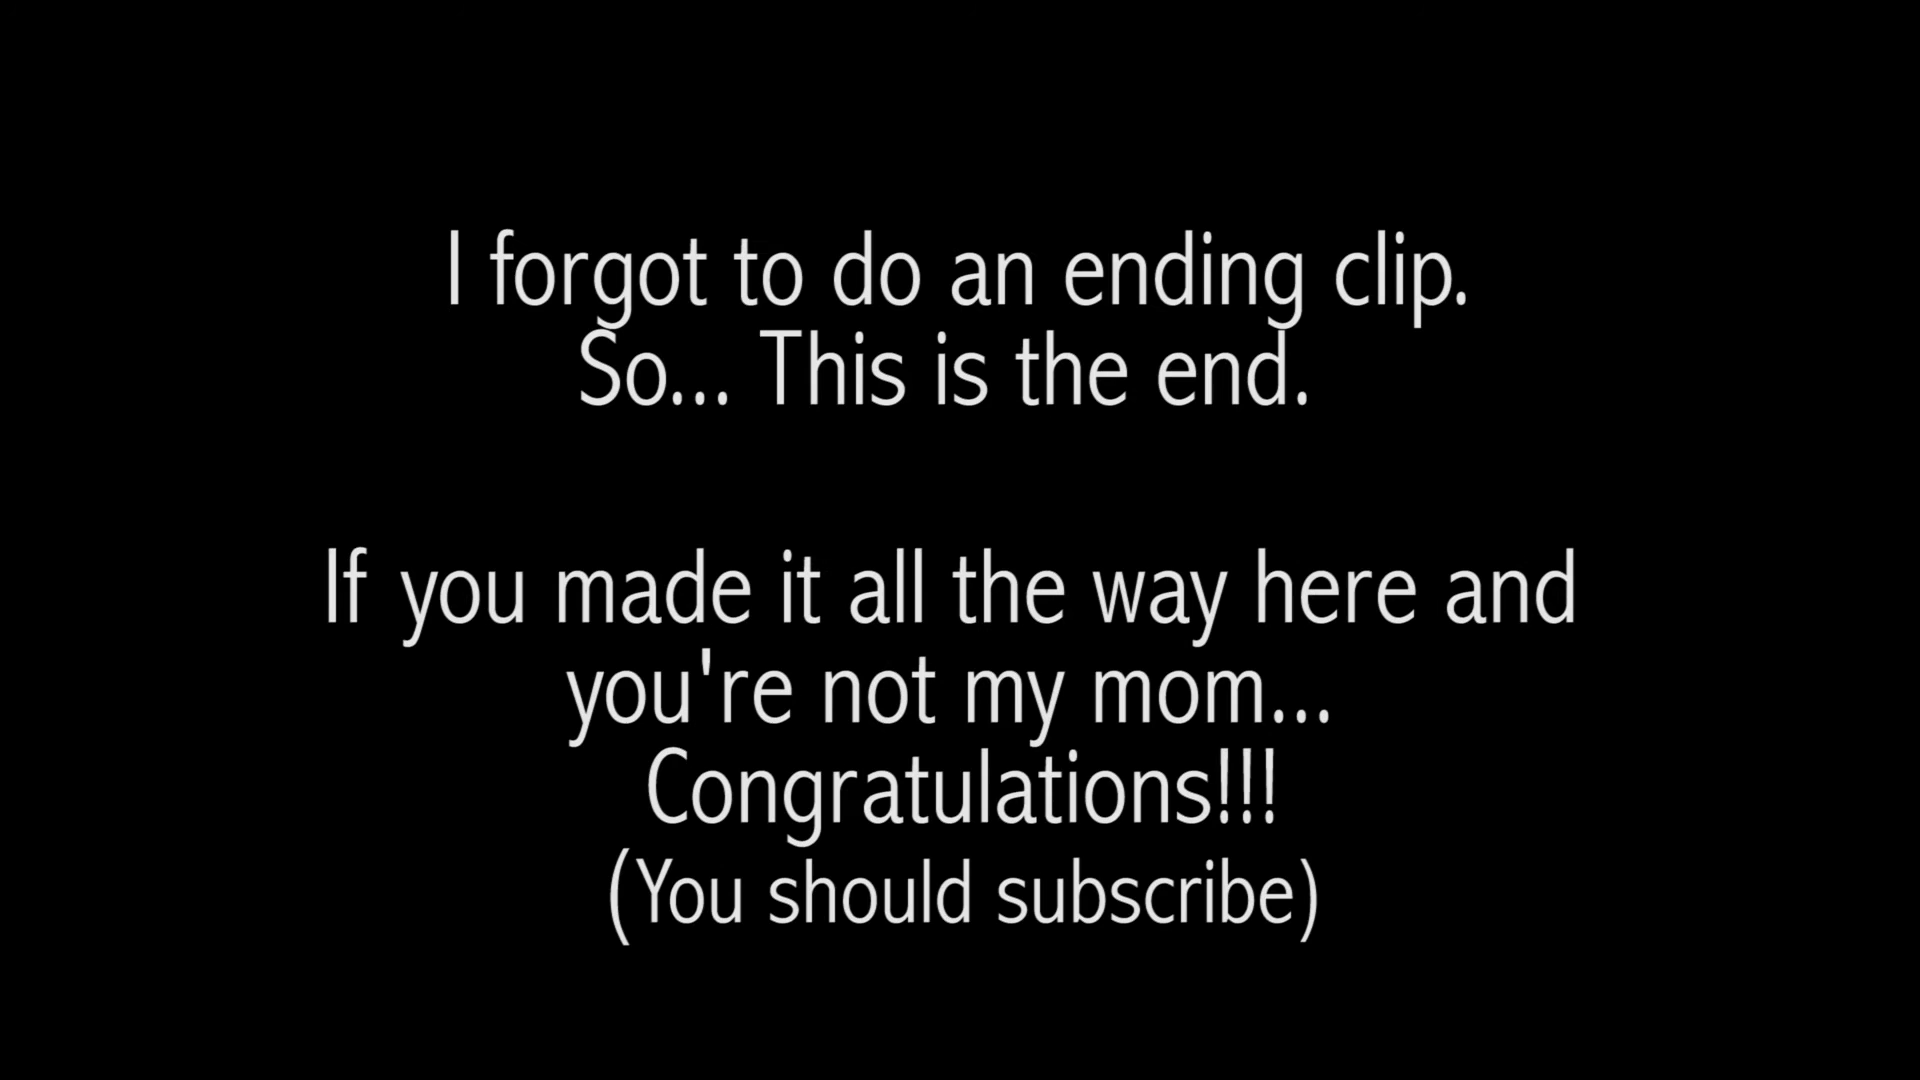 I forgot to do an ending clip.
So... This is the end.
If you made it all the way here and
you're not my mom...
Congratulations!!!
(You should subscribe)